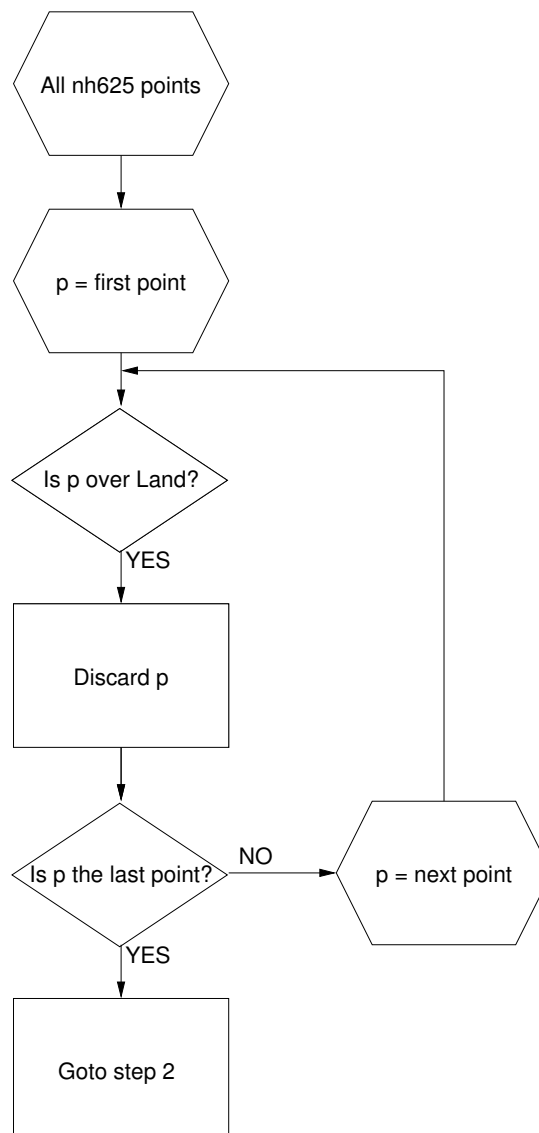 All nh625 points
p = first point
Is p over Land?
YES
Discard p
Is p the last point?
NO
p = next point
YES
Goto step 2